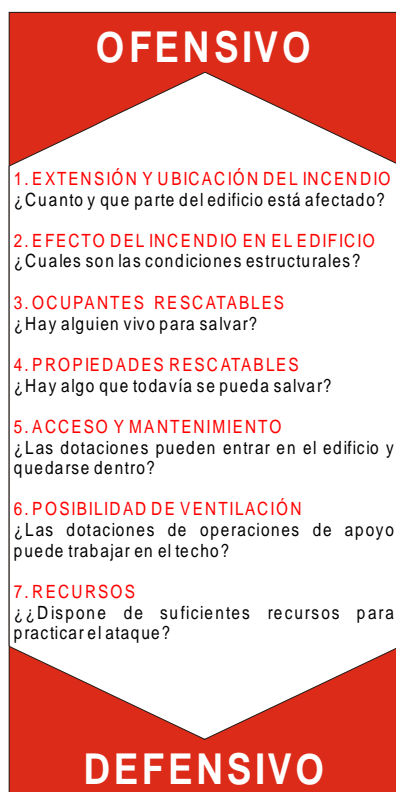 OFENSIVO
1. EXTENSIÓN Y UBICACIÓN DEL INCENDIO
¿Cuanto y que parte del edificio está afectado?
2. EFECTO DEL INCENDIO EN EL EDIFICIO
¿Cuales son las condiciones estructurales?
3. OCUPANTES RESCATABLES
¿Hay alguien vivo para salvar?
4. PROPIEDADES RESCATABLES
¿Hay algo que todavía se pueda salvar?
5. ACCESO Y MANTENIMIENTO
¿Las dotaciones pueden entrar en el edificio y
quedarse dentro?
6. POSIBILIDAD DE VENTILACIÓN
¿Las dotaciones de operaciones de apoyo
puede trabajar en el techo?
7. RECURSOS
¿¿Dispone de suficientes recursos para
practicar el ataque?
DEFENSIVO